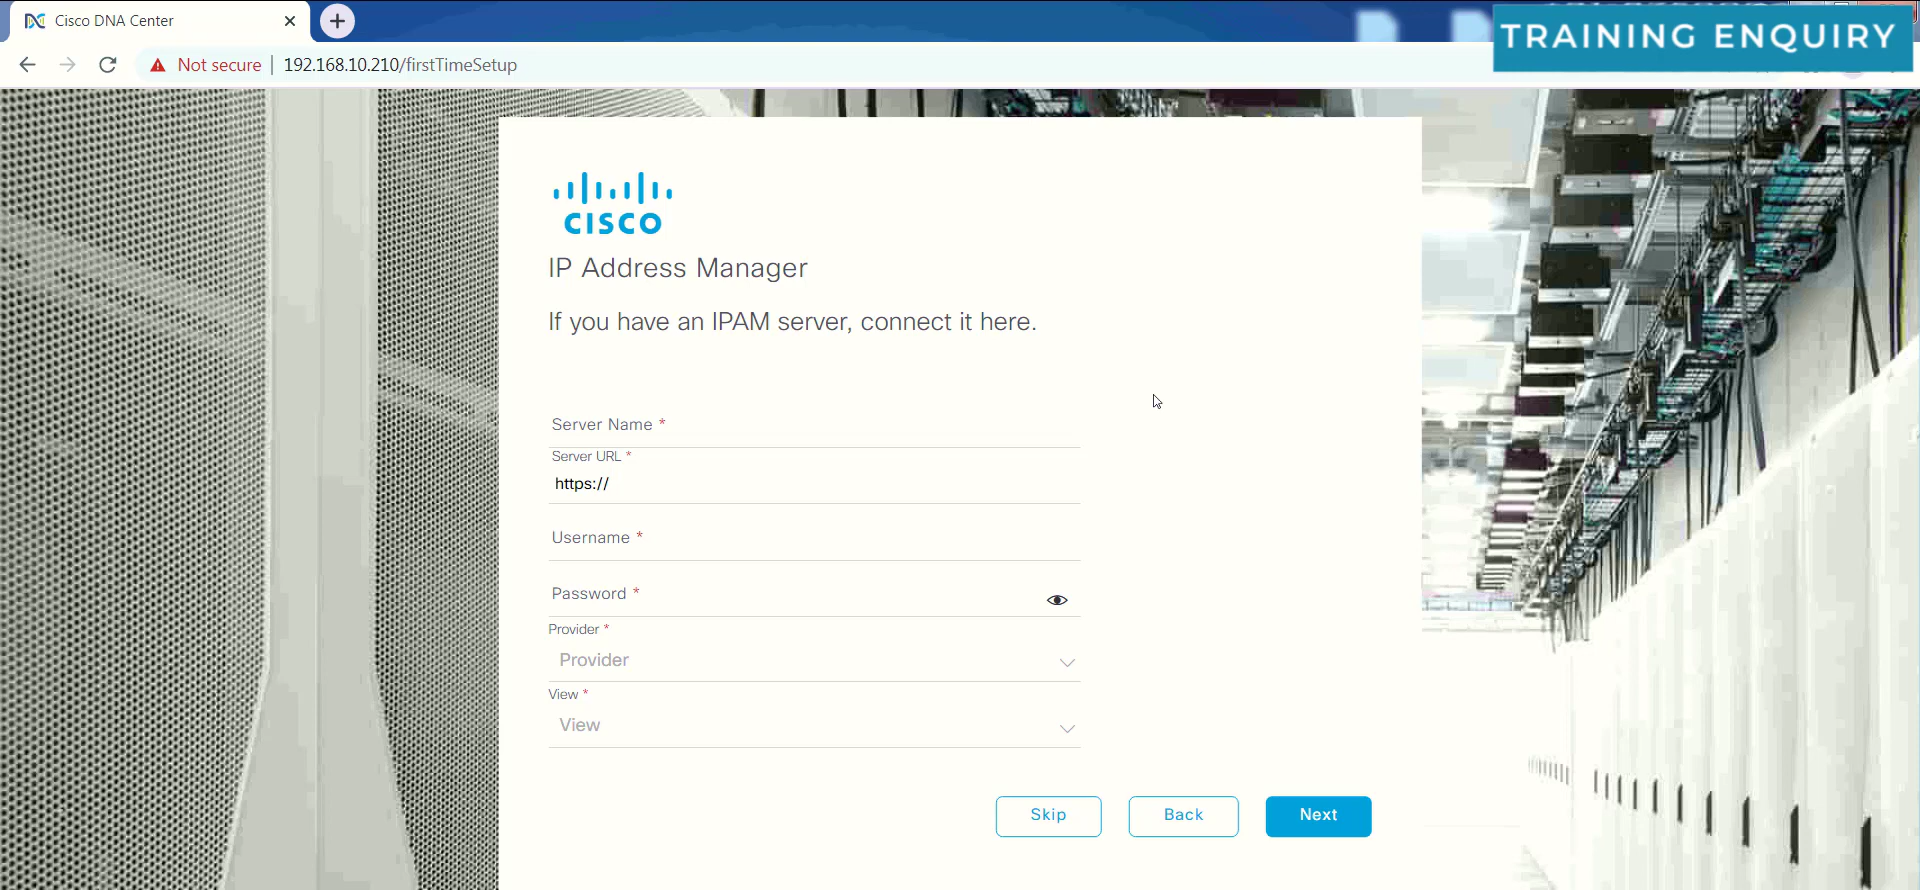 Cisco DNA Center
TRAINING ENQUIRY
Not secure
192.168.10.210/firstTimeSetup
CISCO
IP Address Manager
If you have an IPAM server, connect it here.
Server Name *
Server URL *
https://
Username *
Password *
Provider *
Provider
View *
View
Skip
Back
Next